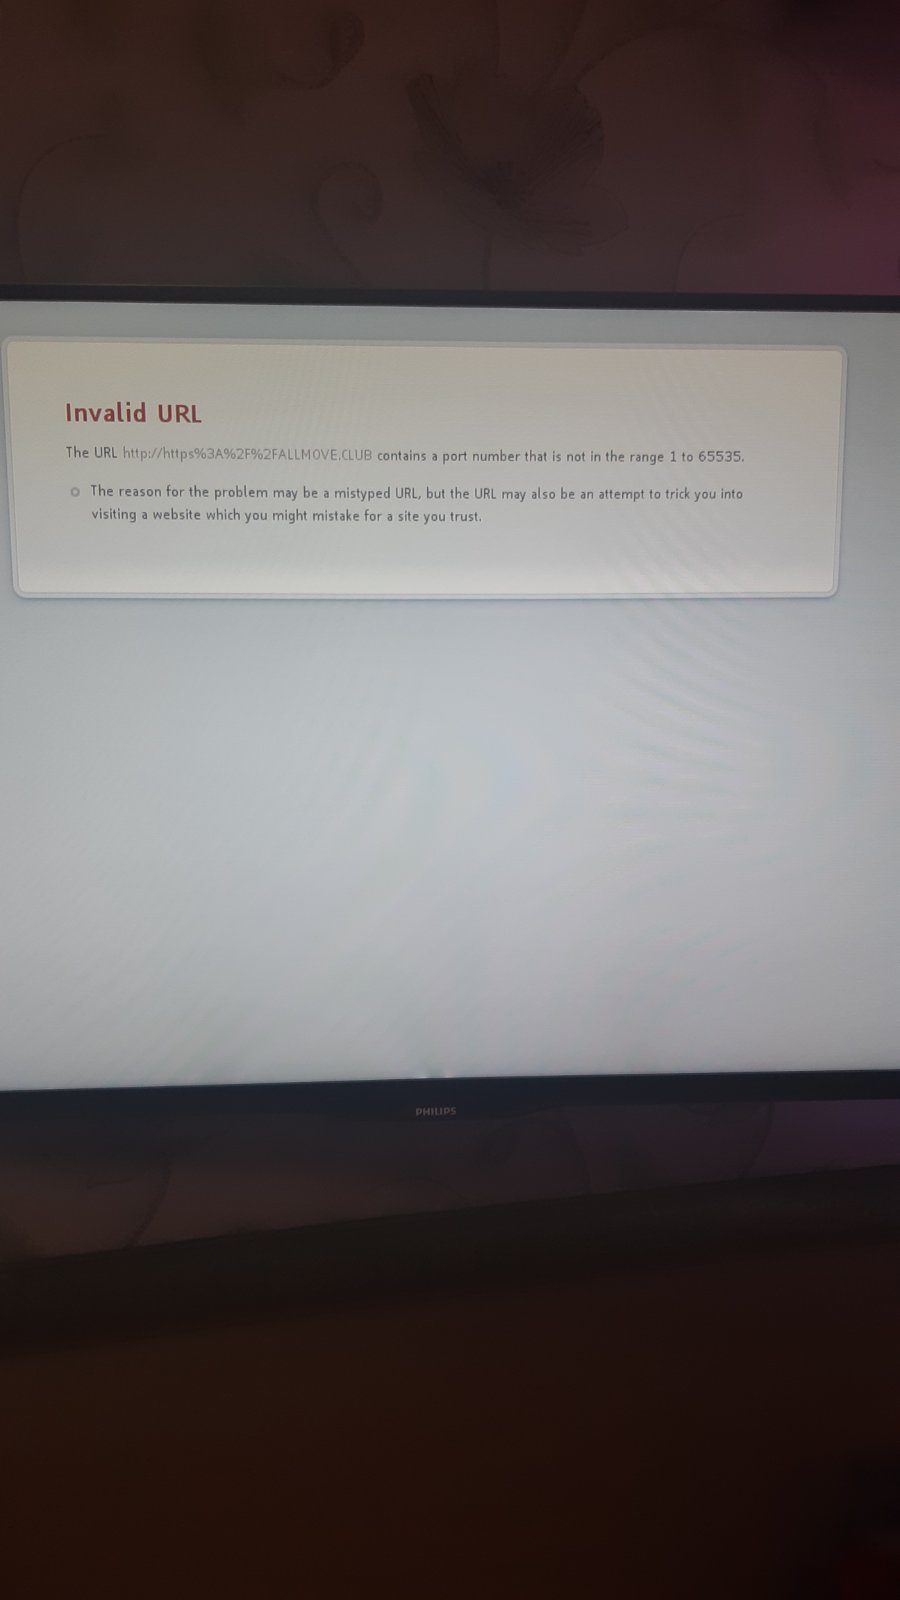 Invalid URL
The URL http://https%3A%2F%2FALLMOVE.CLUB contains a port number that is not in the range 1 to 65535.
The reason for the problem may be a mistyped URL, but the URL may also be an attempt to trick you into
visiting a website which you might mistake for a site you trust.
PHILIPS